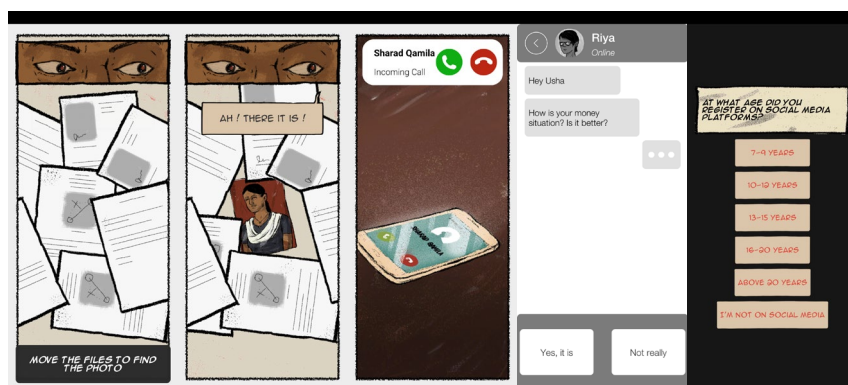 MOVE THE FILES TO FIND
THE PHOTO
AH ! THERE IT IS !
Sharad Qamila
Incoming Call
SHARAD QAMILA
Riya
Online
Hey Usha
How is your money
situation? Is it better?
Yes, it is
Not really
AT WHAT AGE DID YOU
REGISTER ON SOCIAL MEDIA
PLATFORMS?
7-9 YEARS
10-12 YEARS
13-15 YEARS
16-20 YEARS
ABOVE 20 YEARS
I'M NOT ON SOCIAL MEDIA